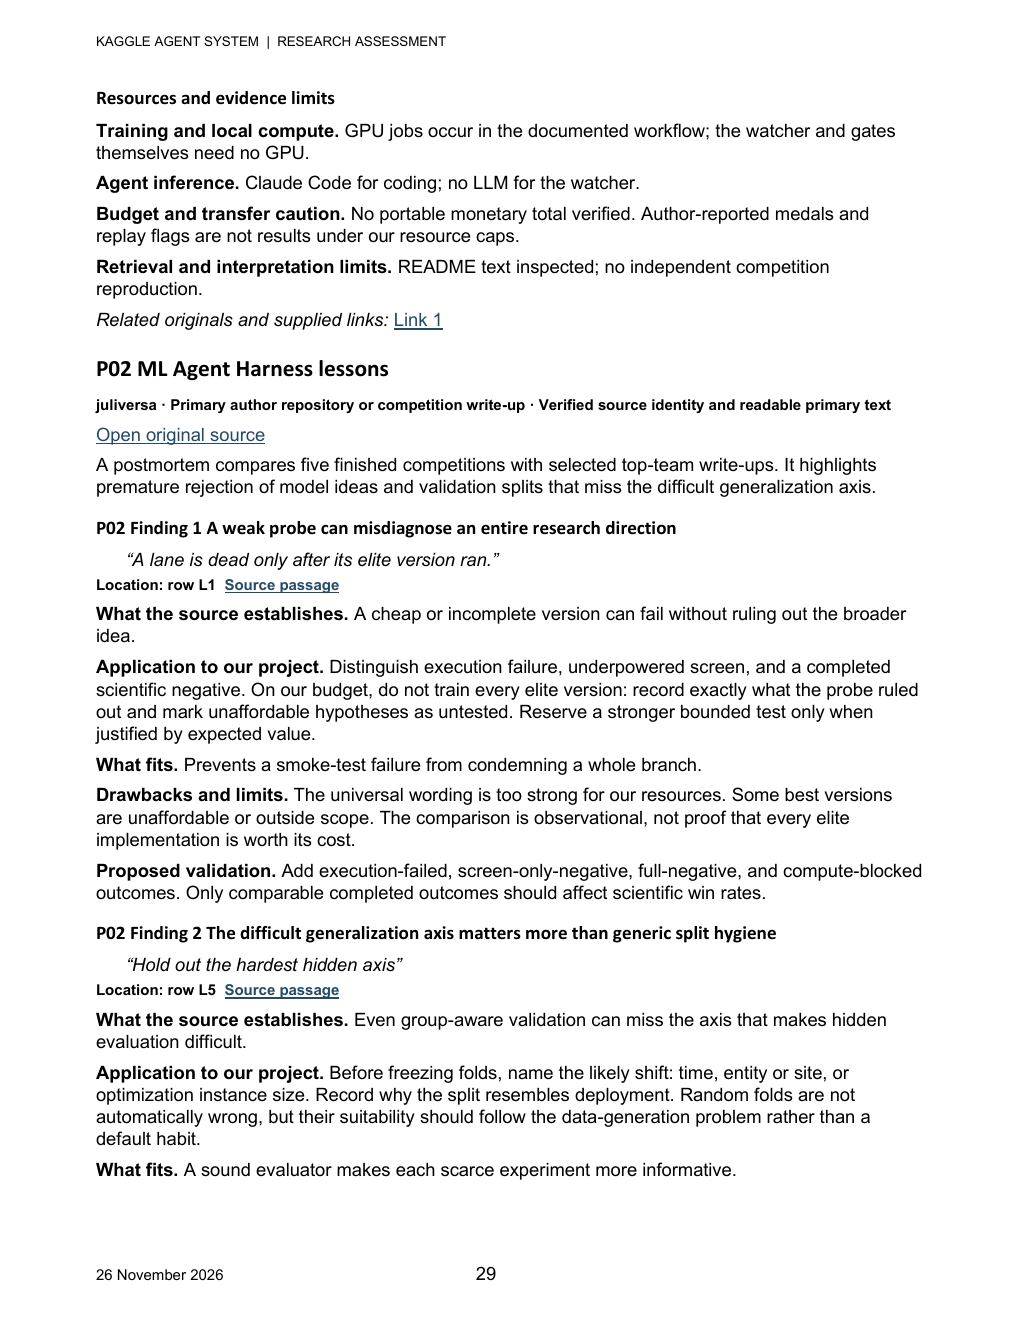 KAGGLE AGENT SYSTEM | RESEARCH ASSESSMENT
Resources and evidence limits
Training and local compute. GPU jobs occur in the documented workflow; the watcher and gates
themselves need no GPU.
Agent inference. Claude Code for coding; no LLM for the watcher.
Budget and transfer caution. No portable monetary total verified. Author-reported medals and
replay flags are not results under our resource caps.
Retrieval and interpretation limits. README text inspected; no independent competition
reproduction.
Related originals and supplied links: Link 1
P02 ML Agent Harness lessons
juliversa · Primary author repository or competition write-up · Verified source identity and readable primary text
Open original source
A postmortem compares five finished competitions with selected top-team write-ups. It highlights
premature rejection of model ideas and validation splits that miss the difficult generalization axis.
P02 Finding 1 A weak probe can misdiagnose an entire research direction
“A lane is dead only after its elite version ran.”
Location: row L1 Source passage
What the source establishes. A cheap or incomplete version can fail without ruling out the broader
idea.
Application to our project. Distinguish execution failure, underpowered screen, and a completed
scientific negative. On our budget, do not train every elite version: record exactly what the probe ruled
out and mark unaffordable hypotheses as untested. Reserve a stronger bounded test only when
justified by expected value.
What fits. Prevents a smoke-test failure from condemning a whole branch.
Drawbacks and limits. The universal wording is too strong for our resources. Some best versions
are unaffordable or outside scope. The comparison is observational, not proof that every elite
implementation is worth its cost.
Proposed validation. Add execution-failed, screen-only-negative, full-negative, and compute-blocked
outcomes. Only comparable completed outcomes should affect scientific win rates.
P02 Finding 2 The difficult generalization axis matters more than generic split hygiene
“Hold out the hardest hidden axis”
Location: row L5 Source passage
What the source establishes. Even group-aware validation can miss the axis that makes hidden
evaluation difficult.
Application to our project. Before freezing folds, name the likely shift: time, entity or site, or
optimization instance size. Record why the split resembles deployment. Random folds are not
automatically wrong, but their suitability should follow the data-generation problem rather than a
default habit.
What fits. A sound evaluator makes each scarce experiment more informative.
26 November 2026
29